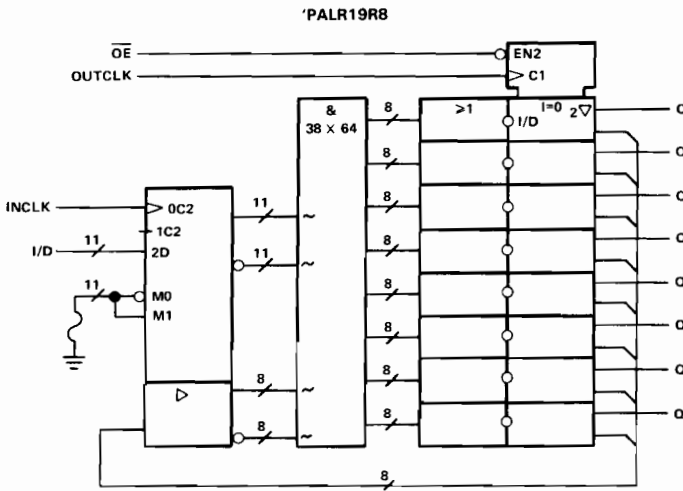 'PALR19R8
OE
EN2
OUTCLK
C1
&
38 X 64
8
≥1
I=0
2▽
I/D
O
8
O
8
O
INCLK
0C2
11
~
1C2
8
O
I/D
11
2D
11
~
8
O
11
M0
M1
8
O
8
~
8
O
8
~
8
O
8